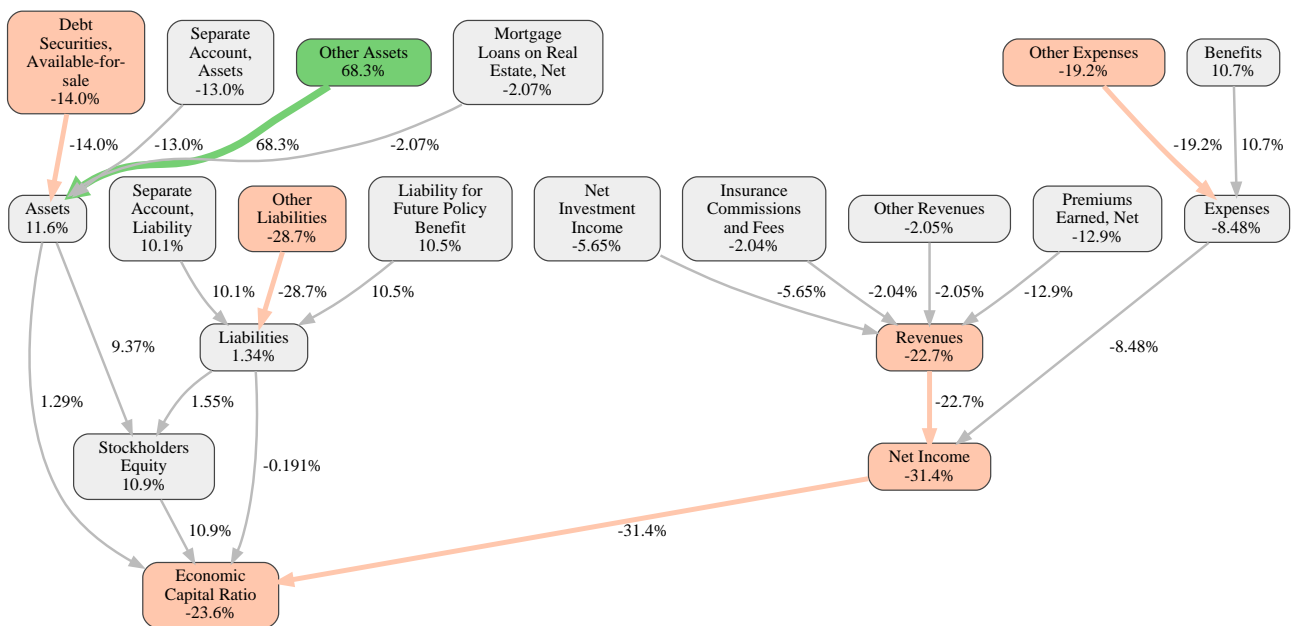 Debt
Securities,
Available-for-
sale
-14.0%
Separate
Account,
Assets
-13.0%
Other Assets
68.3%
Mortgage
Loans on Real
Estate, Net
-2.07%
Other Expenses
-19.2%
Benefits
10.7%
-14.0%
-13.0%
68.3%
-2.07%
-19.2%
10.7%
Assets
11.6%
Separate
Account,
Liability
10.1%
Other
Liabilities
-28.7%
Liability for
Future Policy
Benefit
10.5%
Net
Investment
Income
-5.65%
Insurance
Commissions
and Fees
-2.04%
Other Revenues
-2.05%
Premiums
Earned, Net
-12.9%
Expenses
-8.48%
10.1%
-28.7%
10.5%
-5.65%
-2.04%
-2.05%
-12.9%
9.37%
Liabilities
1.34%
Revenues
-22.7%
-8.48%
1.29%
1.55%
-22.7%
Stockholders
Equity
10.9%
-0.191%
Net Income
-31.4%
10.9%
-31.4%
Economic
Capital Ratio
-23.6%